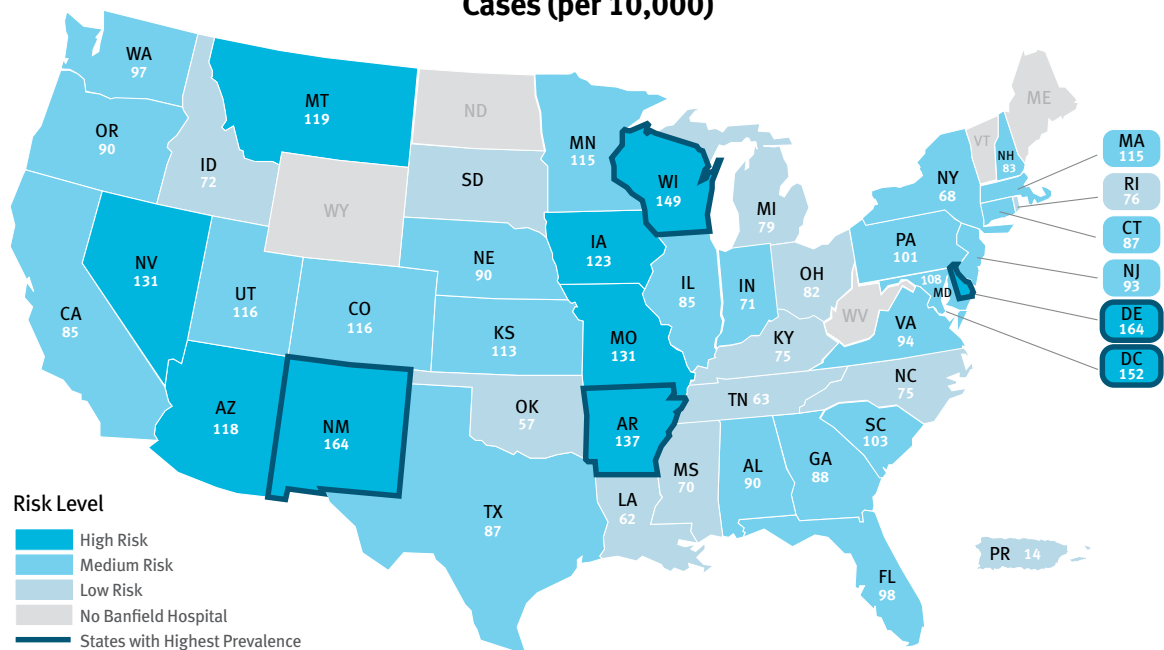 Cases (per 10,000)
WA
97
MT
119
ND
ME
OR
90
MN
115
VT
NH
83
MA
115
ID
72
SD
WI
149
NY
68
RI
76
WY
MI
79
CT
87
NV
131
NE
90
IA
123
PA
101
NJ
93
UT
116
CO
116
IL
85
IN
71
OH
82
108
MD
DE
164
CA
85
KS
113
MO
131
WV
VA
94
KY
75
DC
152
NC
75
AZ
118
NM
164
OK
57
AR
137
TN 63
SC
103
MS
70
AL
90
GA
88
LA
62
TX
87
PR 14
FL
98
Risk Level
High Risk
Medium Risk
Low Risk
No Banfield Hospital
States with Highest Prevalence